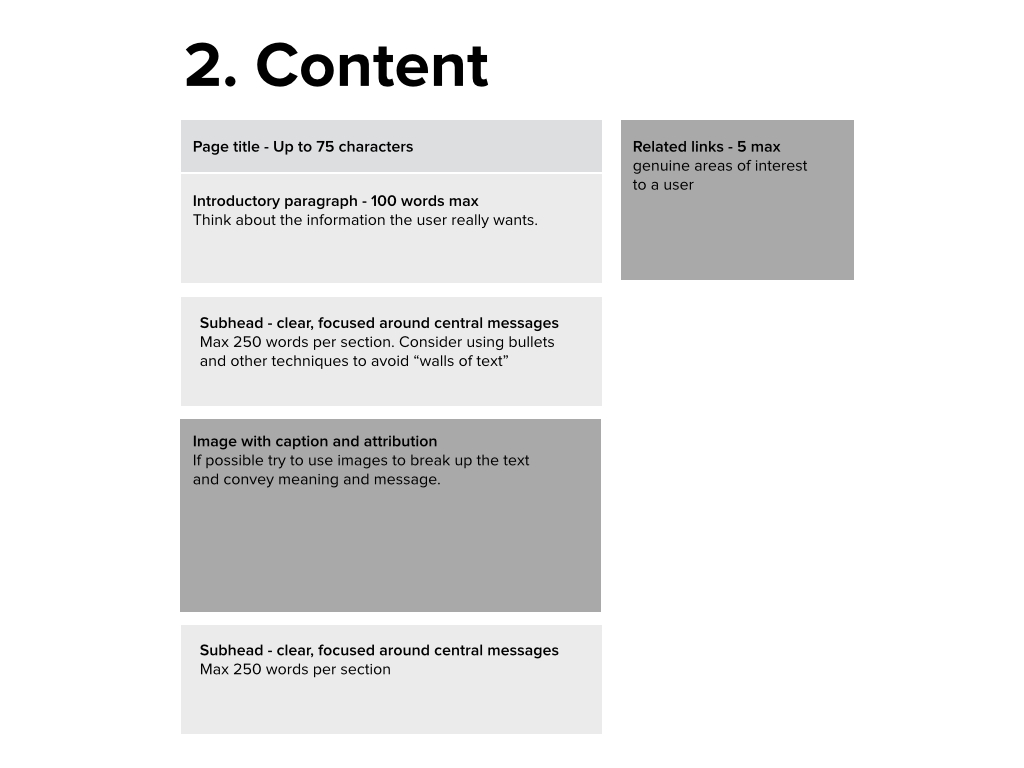 2. Content
Page title - Up to 75 characters
Introductory paragraph - 100 words max
Think about the information the user really wants.
Subhead - clear, focused around central messages
Max 250 words per section. Consider using bullets
and other techniques to avoid “walls of text”
Image with caption and attribution
If possible try to use images to break up the text
and convey meaning and message.
Subhead - clear, focused around central messages
Max 250 words per section
Related links - 5 max
genuine areas of interest
to a user